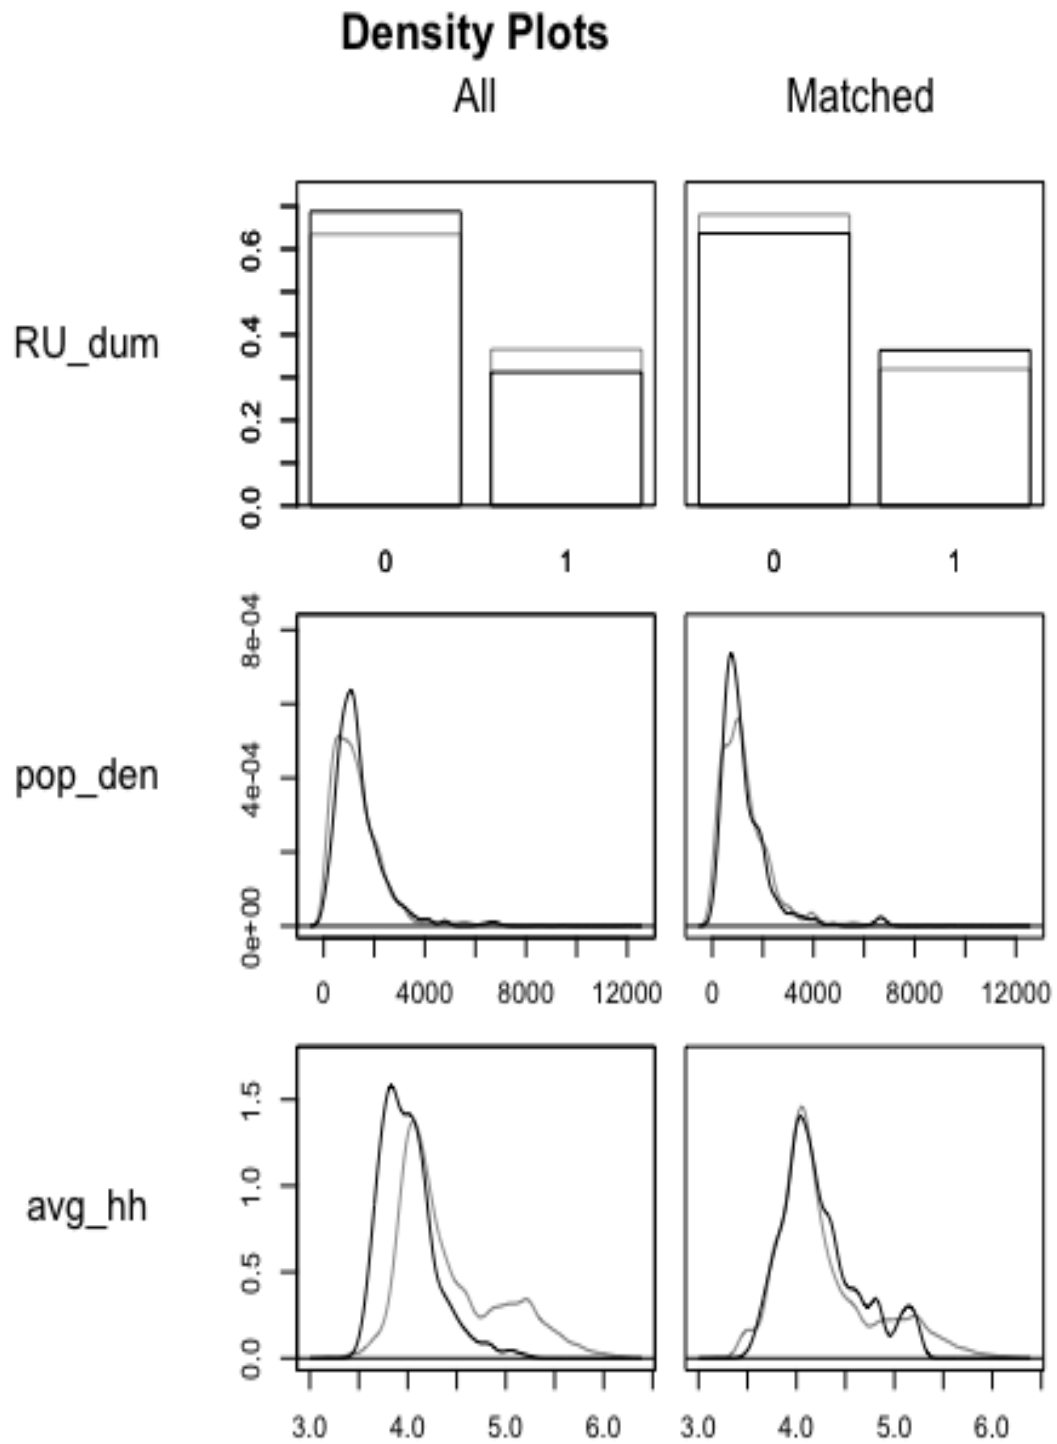 Density Plots
All Matched
RU_dum
0.0 0.2 0.4 0.6
0 1 0 1
pop_den
0e+00 4e-04 8e-04
0 4000 8000 12000 0 4000 8000 12000
avg_hh
0.0 0.5 1.0 1.5
3.0 4.0 5.0 6.0 3.0 4.0 5.0 6.0